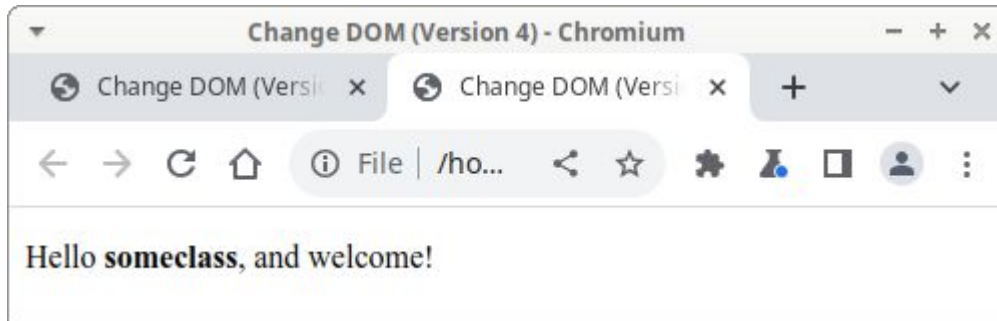 Change DOM (Version 4) - Chromium
Change DOM (Versi
Change DOM (Versi
File | /ho...
Hello someclass, and welcome!